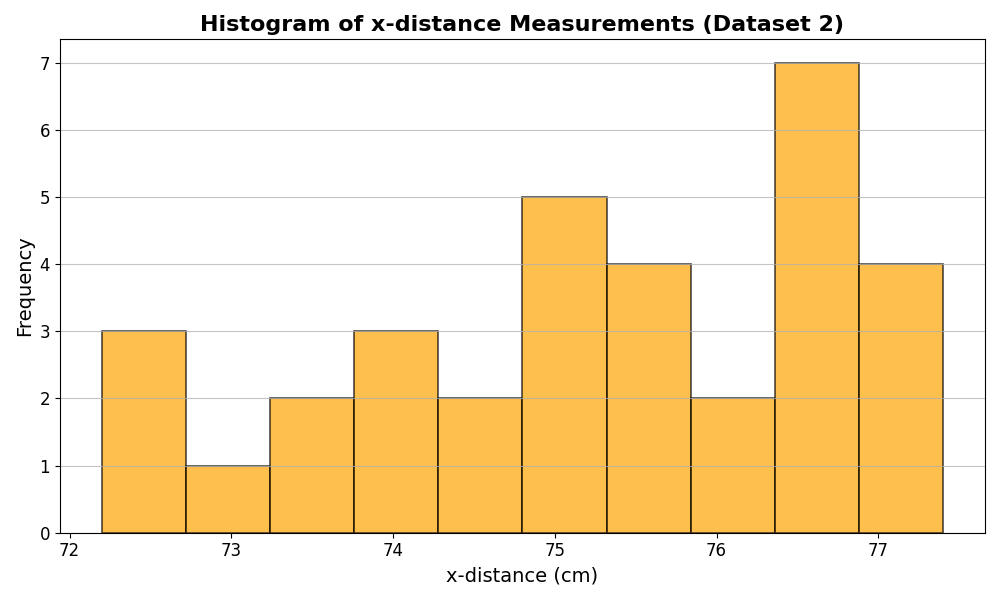 Histogram of x-distance Measurements (Dataset 2)
Frequency
7
6
5
4
3
2
1
0
72 73 74 75 76 77
x-distance (cm)